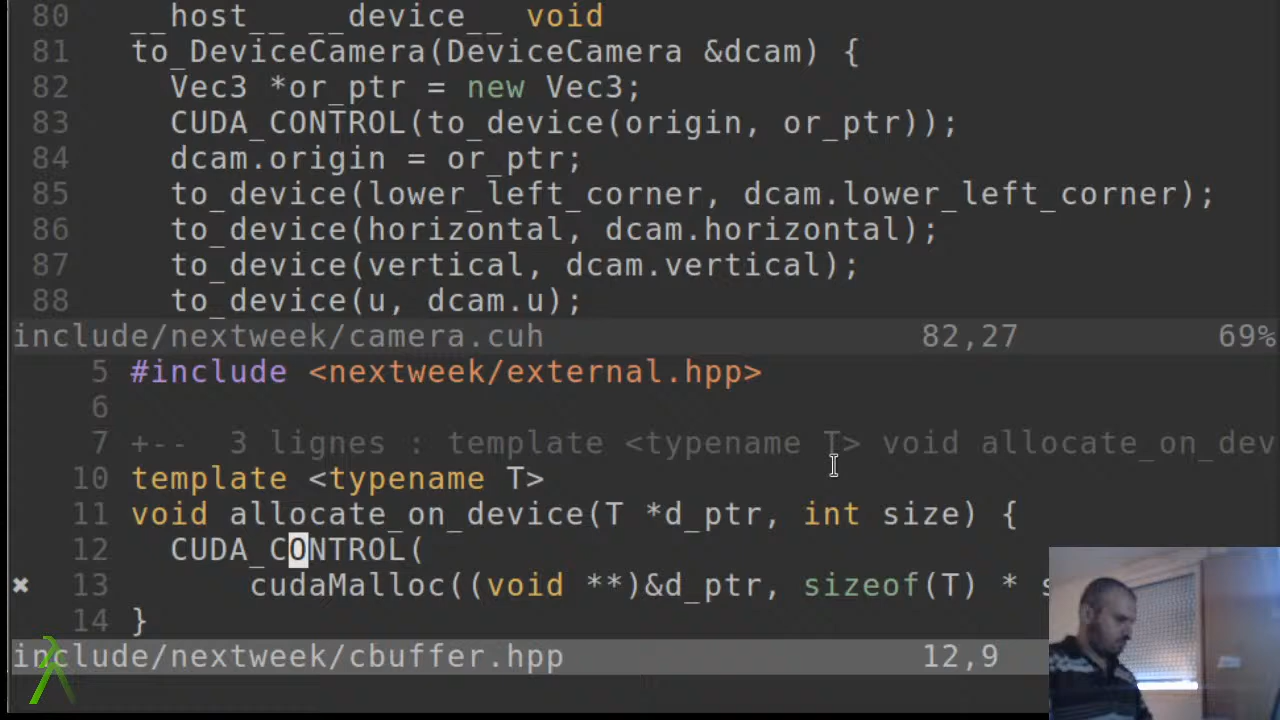 80 __host__ __device__ void
81 to_DeviceCamera(DeviceCamera &dcam) {
82 Vec3 *or_ptr = new Vec3;
83 CUDA_CONTROL(to_device(origin, or_ptr));
84 dcam.origin = or_ptr;
85 to_device(lower_left_corner, dcam.lower_left_corner);
86 to_device(horizontal, dcam.horizontal);
87 to_device(vertical, dcam.vertical);
88 to_device(u, dcam.u);
include/nextweek/camera.cuh 82,27 69%
5 #include <nextweek/external.hpp>
6
7 +-- 3 lignes : template <typename T> void allocate_on_dev
10 template <typename T>
11 void allocate_on_device(T *d_ptr, int size) {
12 CUDA_CONTROL(
✖ 13 cudaMalloc((void **)&d_ptr, sizeof(T) * s
14 }
include/nextweek/cbuffer.hpp 12,9